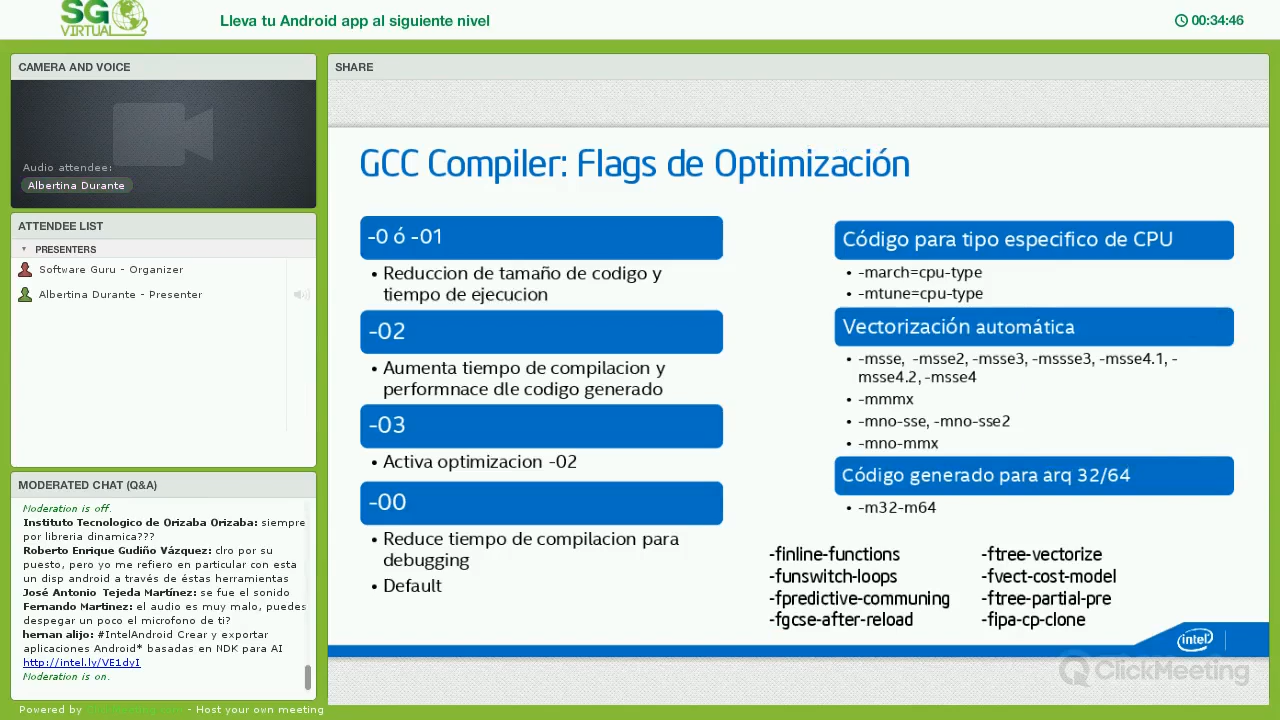 SG
VIRTUAL
Lleva tu Android app al siguiente nivel
00:34:46
CAMERA AND VOICE
Audio attendee:
Albertina Durante
ATTENDEE LIST
PRESENTERS
Software Guru - Organizer
Albertina Durante - Presenter
MODERATED CHAT (Q&A)
Moderation is off.
Instituto Tecnologico de Orizaba Orizaba: siempre
por libreria dinamica???
Roberto Enrique Gudiño Vázquez: clro por su
puesto, pero yo me refiero en particular con esta
un disp android a través de éstas herramientas
José Antonio Tejeda Martínez: se fue el sonido
Fernando Martinez: el audio es muy malo, puedes
despegar un poco el microfono de ti?
hernan alijo: #IntelAndroid Crear y exportar
aplicaciones Android* basadas en NDK para AI
http://intel.ly/VE1dyI
Moderation is on.
Powered by ClickMeeting.com - Host your own meeting
SHARE
GCC Compiler: Flags de Optimización
-0 ó -01
• Reduccion de tamaño de codigo y
tiempo de ejecucion
-02
• Aumenta tiempo de compilacion y
performnace dle codigo generado
-03
• Activa optimizacion -02
-00
• Reduce tiempo de compilacion para
debugging
• Default
Código para tipo especifico de CPU
• -march=cpu-type
• -mtune=cpu-type
Vectorización automática
• -msse, -msse2, -msse3, -mssse3, -msse4.1, -
msse4.2, -msse4
• -mmmx
• -mno-sse, -mno-sse2
• -mno-mmx
Código generado para arq 32/64
• -m32-m64
-finline-functions
-funswitch-loops
-fpredictive-communing
-fgcse-after-reload
-ftree-vectorize
-fvect-cost-model
-ftree-partial-pre
-fipa-cp-clone
intel
ClickMeeting